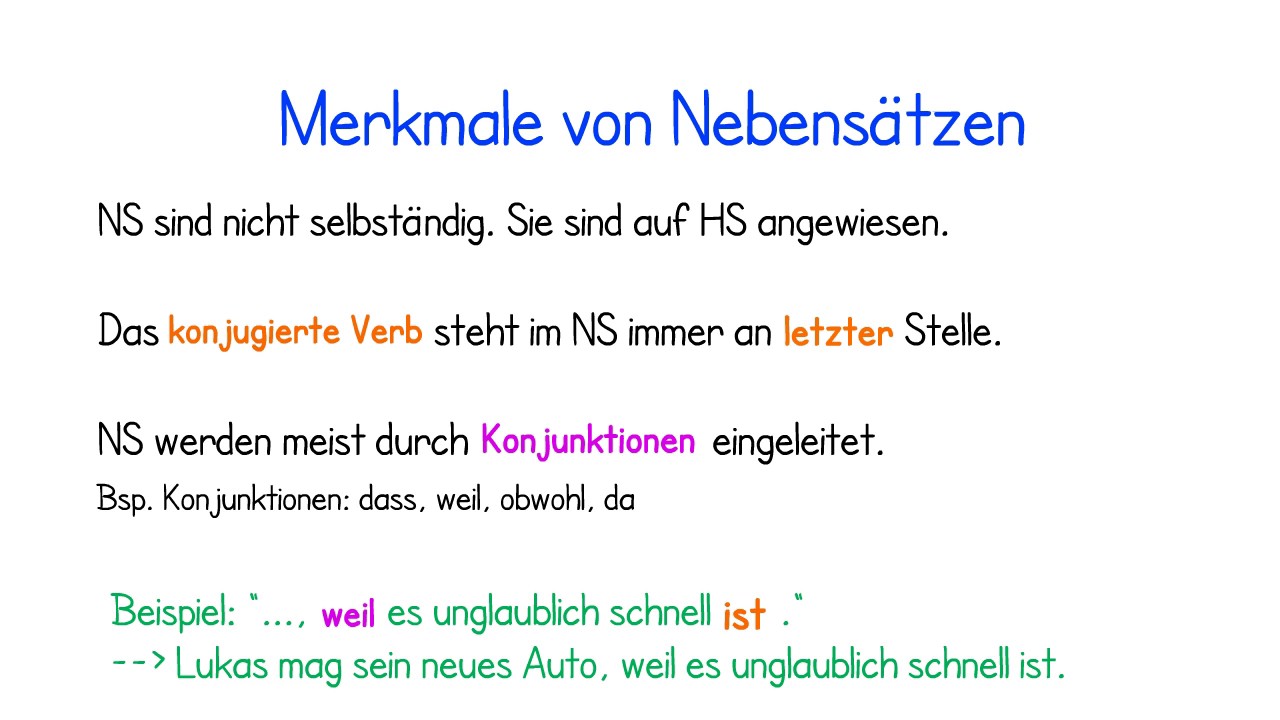 Merkmale von Nebensätzen
NS sind nicht selbständig. Sie sind auf HS angewiesen.
Das konjugierte Verb steht im NS immer an letzter Stelle.
NS werden meist durch Konjunktionen eingeleitet.
Bsp. Konjunktionen: dass, weil, obwohl, da
Beispiel: "..., weil es unglaublich schnell ist ."
--> Lukas mag sein neues Auto, weil es unglaublich schnell ist.